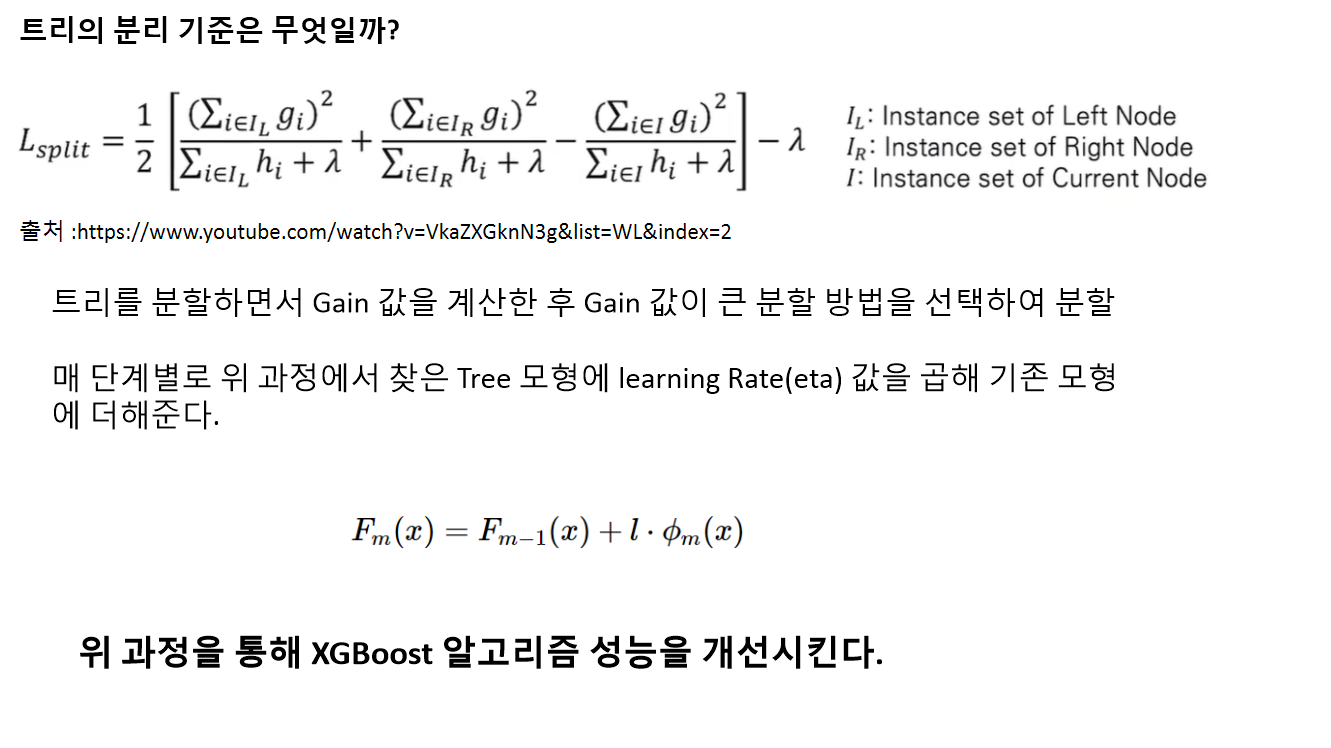 트리의 분리 기준은 무엇일까?
L_{split} = \frac{1}{2} \left[ \frac{(\sum_{i \in I_L} g_i)^2}{\sum_{i \in I_L} h_i + \lambda} + \frac{(\sum_{i \in I_R} g_i)^2}{\sum_{i \in I_R} h_i + \lambda} - \frac{(\sum_{i \in I} g_i)^2}{\sum_{i \in I} h_i + \lambda} \right] - \lambda
I_L: Instance set of Left Node
I_R: Instance set of Right Node
I: Instance set of Current Node
출처 :https://www.youtube.com/watch?v=VkaZXGknN3g&list=WL&index=2
트리를 분할하면서 Gain 값을 계산한 후 Gain 값이 큰 분할 방법을 선택하여 분할
매 단계별로 위 과정에서 찾은 Tree 모형에 learning Rate(eta) 값을 곱해 기존 모형
에 더해준다.
F_m(x) = F_{m-1}(x) + l · ϕ_m(x)
위 과정을 통해 XGBoost 알고리즘 성능을 개선시킨다.